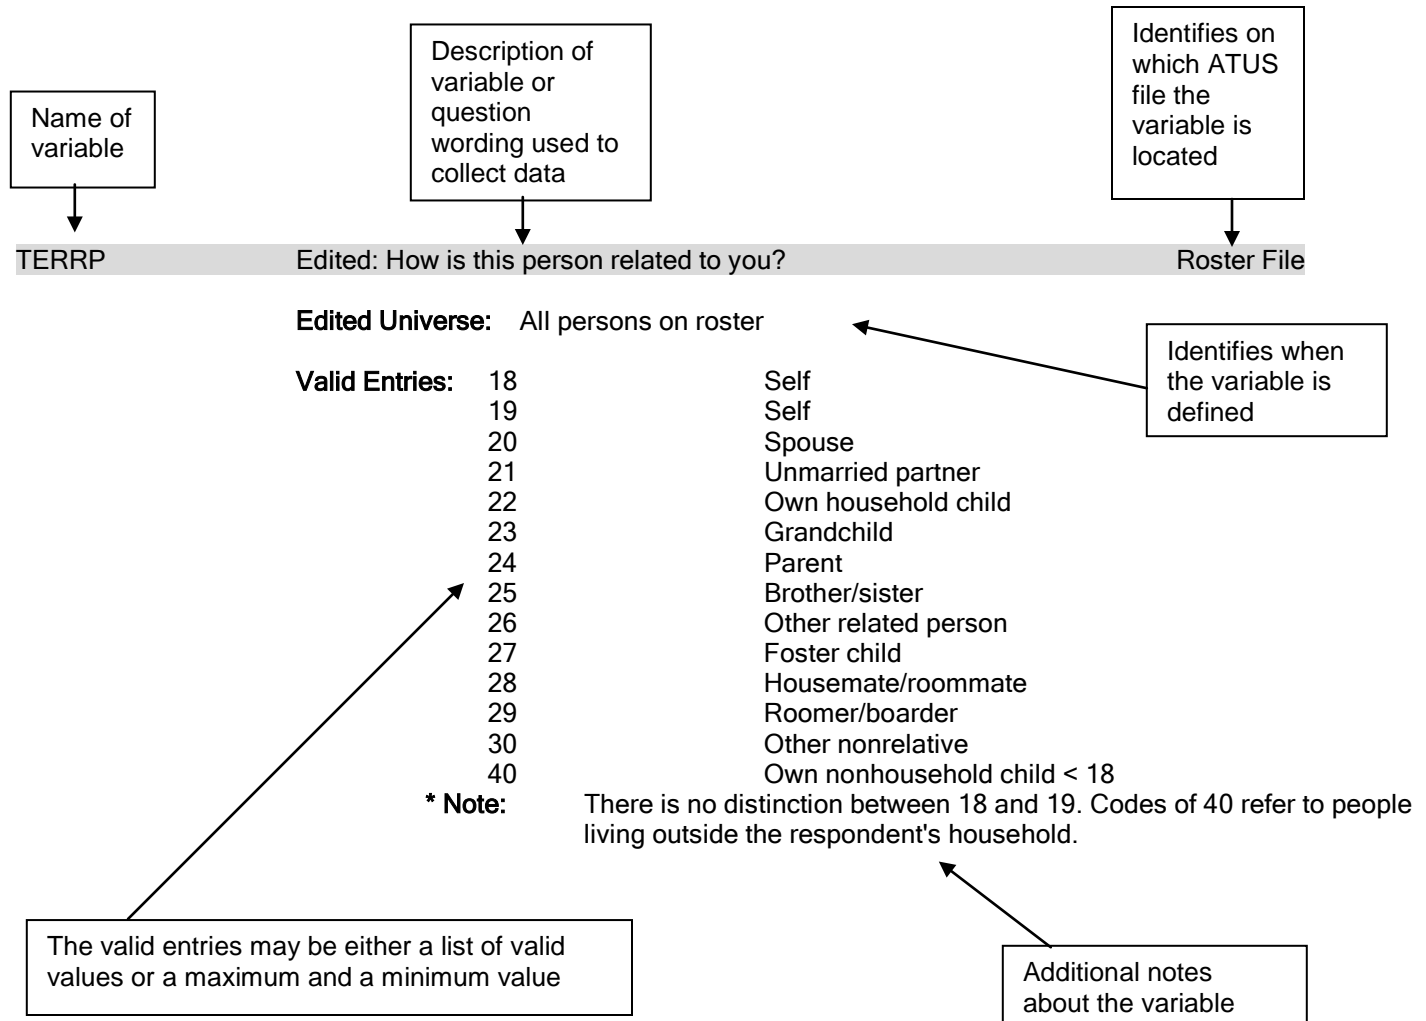 Name of
variable
Description of
variable or
question
wording used to
collect data
Identifies on
which ATUS
file the
variable is
located
TERRP Edited: How is this person related to you? Roster File
Edited Universe: All persons on roster
Identifies when
the variable is
defined
Valid Entries: 18 Self
19 Self
20 Spouse
21 Unmarried partner
22 Own household child
23 Grandchild
24 Parent
25 Brother/sister
26 Other related person
27 Foster child
28 Housemate/roommate
29 Roomer/boarder
30 Other nonrelative
40 Own nonhousehold child < 18
* Note: There is no distinction between 18 and 19. Codes of 40 refer to people
living outside the respondent's household.
The valid entries may be either a list of valid
values or a maximum and a minimum value
Additional notes
about the variable